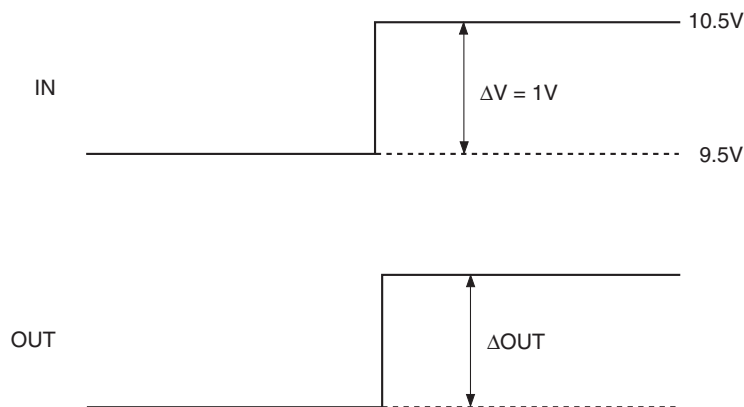 10.5V
IN
ΔV = 1V
9.5V
OUT
ΔOUT